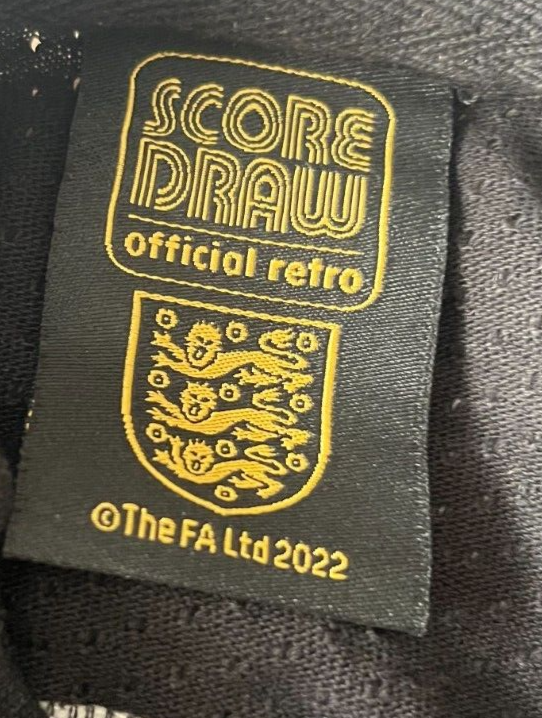 SCORE
DRAW
official retro
©The FA Ltd 2022